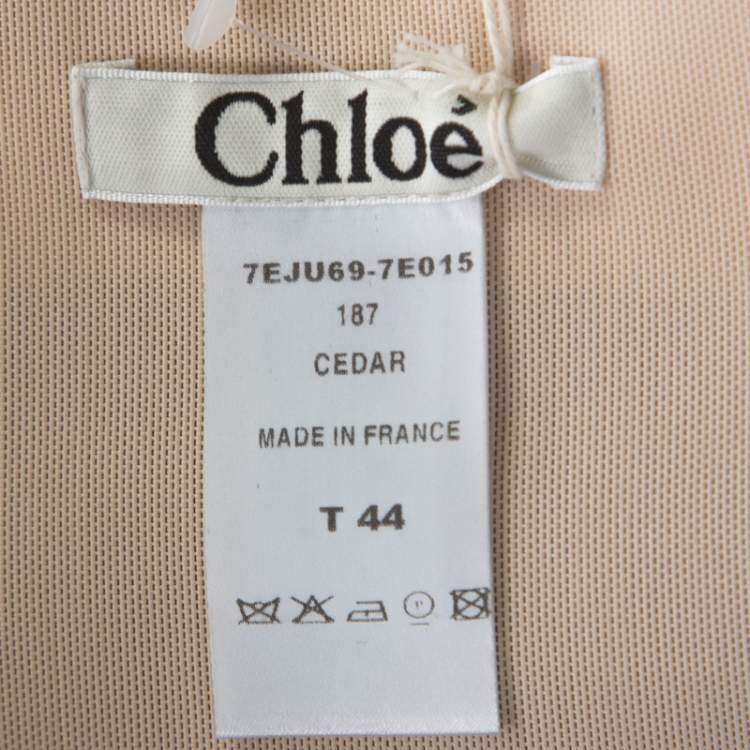 Chloé
7EJU69-7E015
187
CEDAR
MADE IN FRANCE
T 44